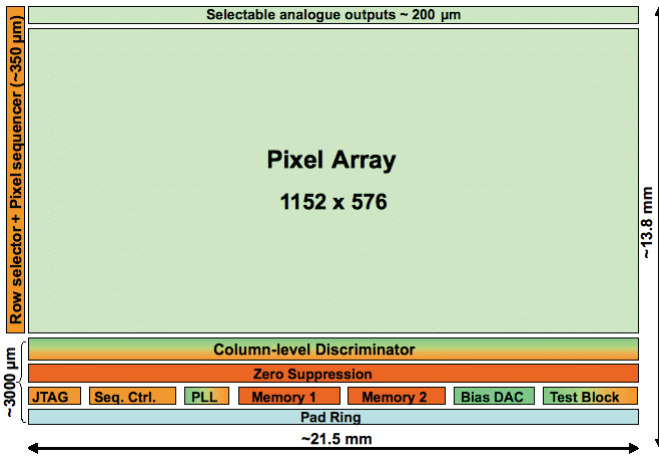 Selectable analogue outputs ~ 200 µm
Row selector + Pixel sequencer (~350 µm)
Pixel Array
1152 x 576
~13.8 mm
Column-level Discriminator
Zero Suppression
~3000 µm
JTAG Seq. Ctrl. PLL Memory 1 Memory 2 Bias DAC Test Block
Pad Ring
~21.5 mm